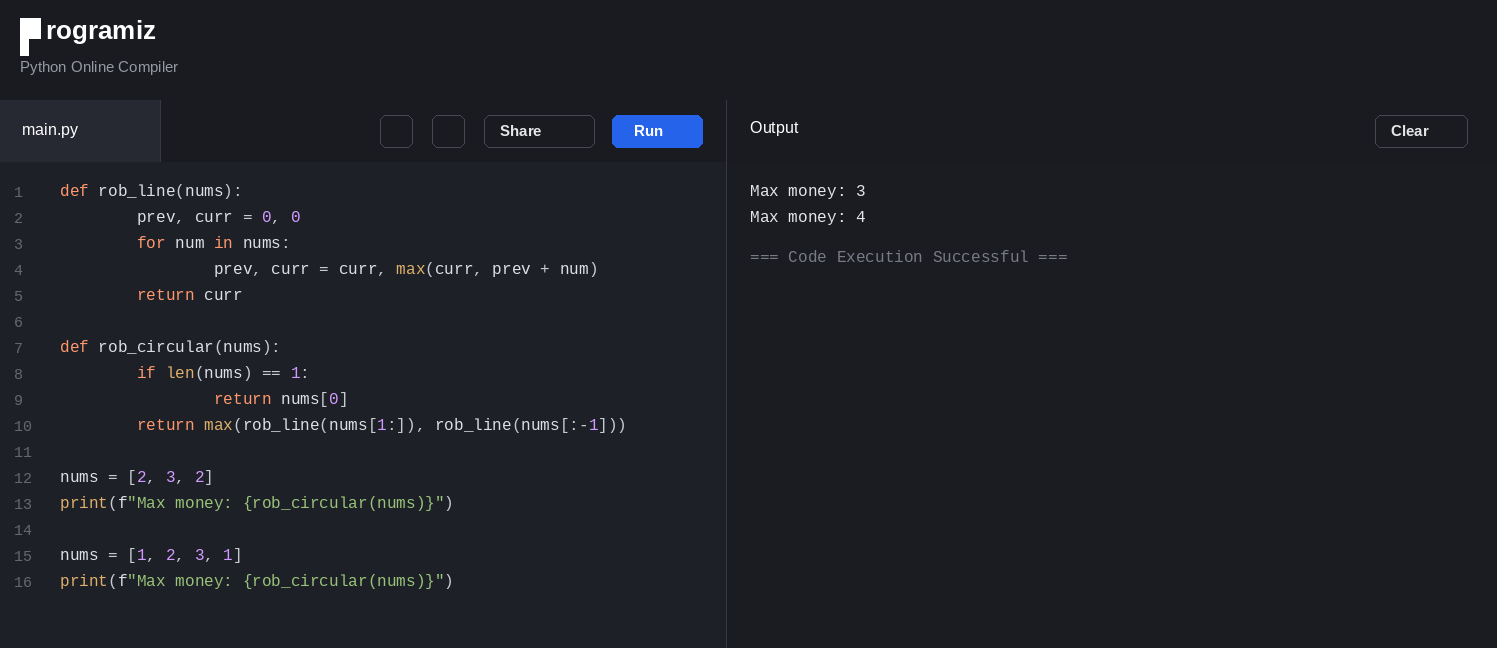 Programiz
Python Online Compiler
main.py
Share
Run
Output
Clear
1 def rob_line(nums):
2         prev, curr = 0, 0
3         for num in nums:
4                 prev, curr = curr, max(curr, prev + num)
5         return curr
6
7 def rob_circular(nums):
8         if len(nums) == 1:
9                 return nums[0]
10         return max(rob_line(nums[1:]), rob_line(nums[:-1]))
11
12 nums = [2, 3, 2]
13 print(f"Max money: {rob_circular(nums)}")
14
15 nums = [1, 2, 3, 1]
16 print(f"Max money: {rob_circular(nums)}")
Max money: 3
Max money: 4
=== Code Execution Successful ===